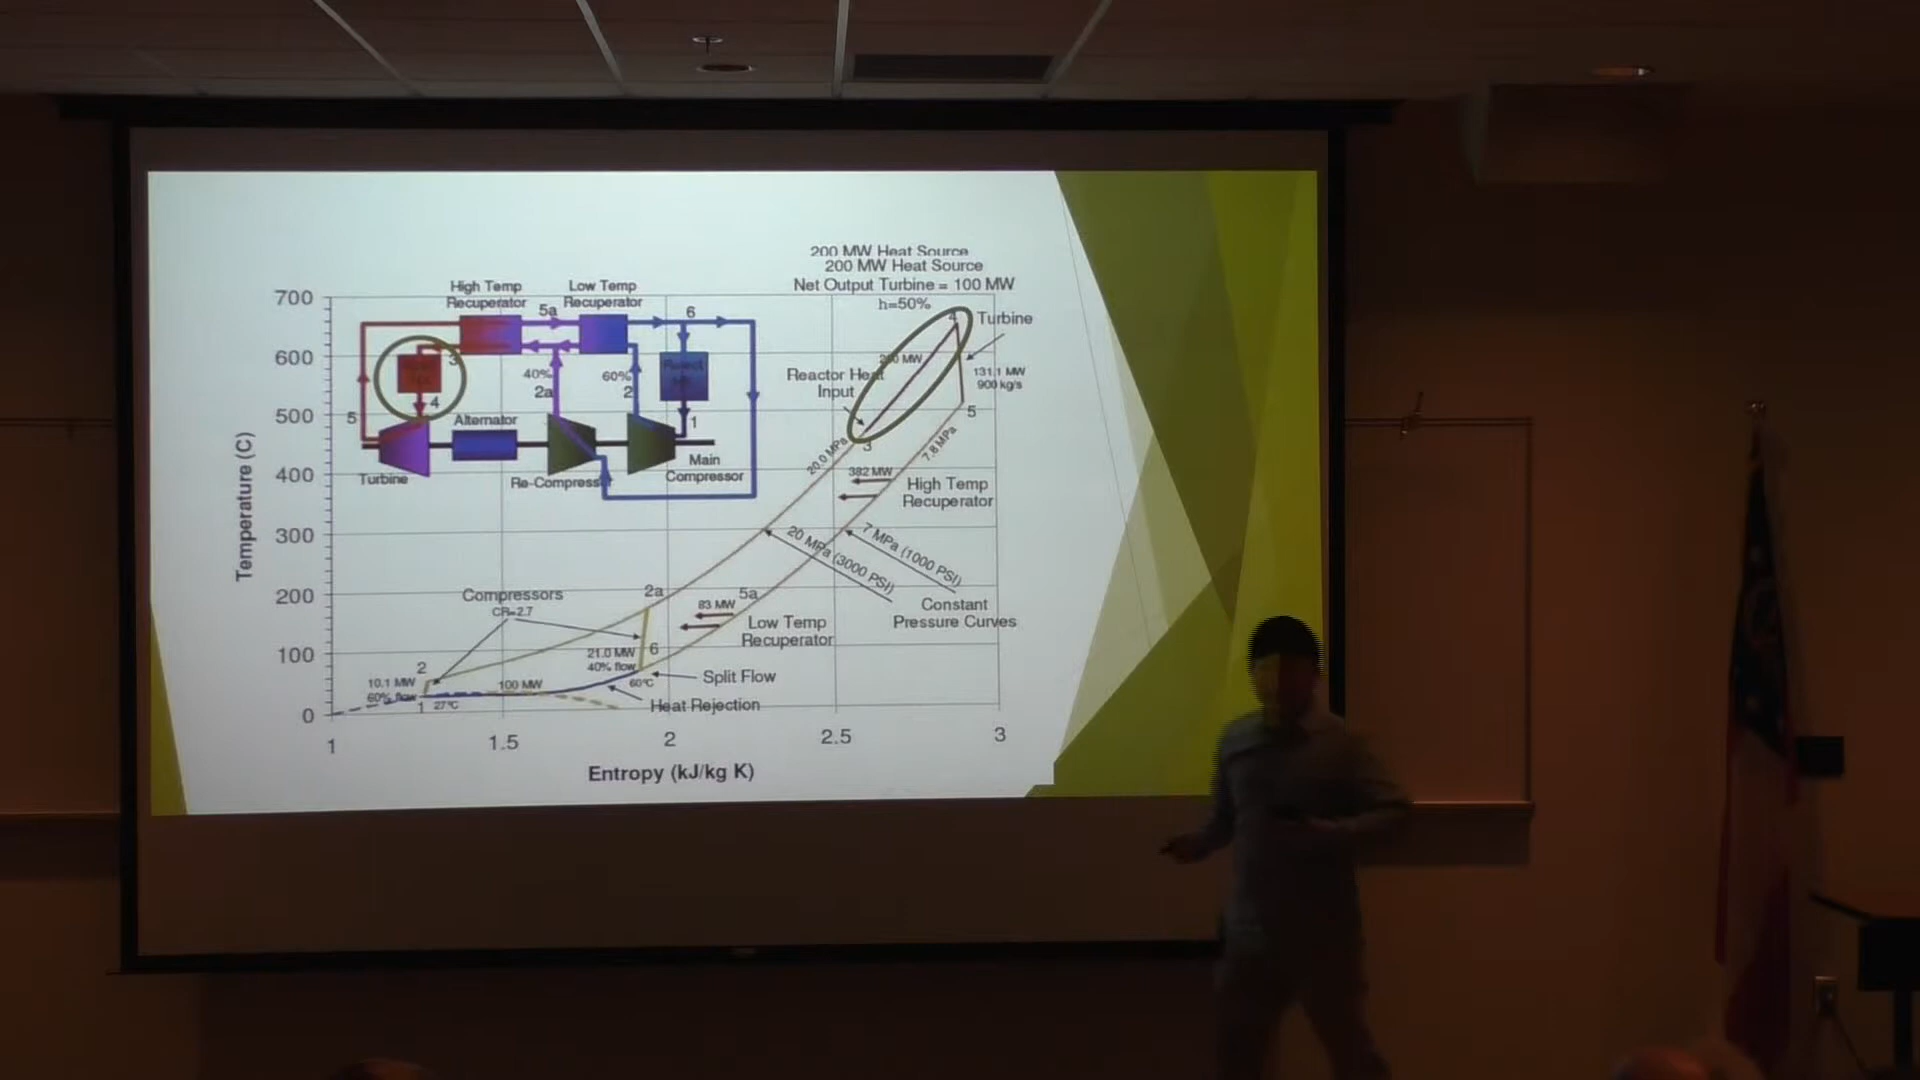 200 MW Heat Source
200 MW Heat Source
Net Output Turbine = 100 MW
h=50%
High Temp
Recuperator
Low Temp
Recuperator
5a
6
3
4
5
40%
2a
60%
2
1
Alternator
Turbine
Re-Compress
Main
Compressor
4
Turbine
MW
131.1 MW
900 kg/s
Reactor Heat
Input
3
5
20.0 MPa
7.8 MPa
382 MW
High Temp
Recuperator
20 MPa (3000 PSI)
7 MPa (1000 PSI)
Constant
Pressure Curves
Compressors
CR=2.7
2a
5a
83 MW
Low Temp
Recuperator
21.0 MW
40% flow
6
60°C
Split Flow
Heat Rejection
2
10.1 MW
60% flow
1
27°C
100 MW
700
600
500
400
300
200
100
0
Temperature (C)
1
1.5
2
2.5
3
Entropy (kJ/kg K)